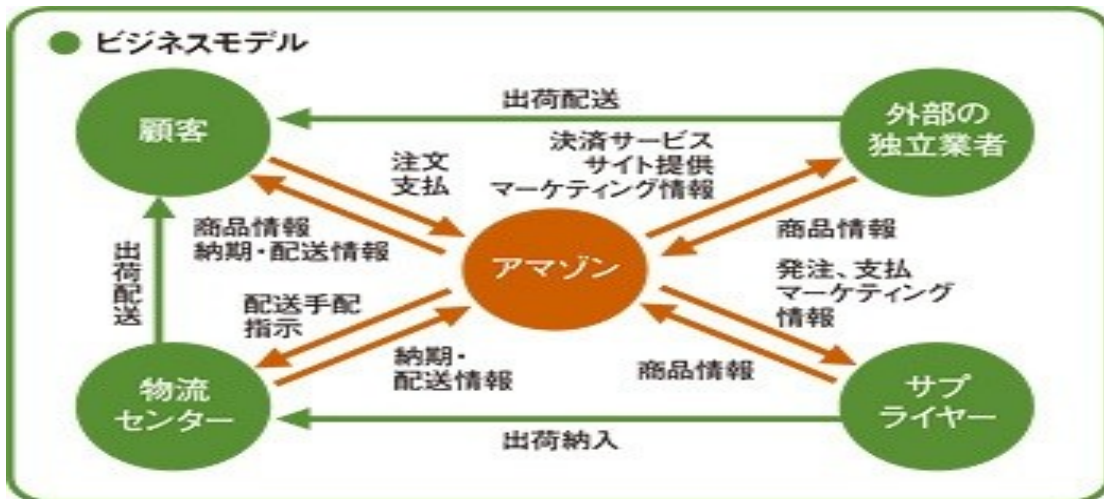 ビジネスモデル
顧客
出荷配送
外部の
独立業者
注文
支払
決済サービス
サイト提供
マーケティング情報
商品情報
納期・配送情報
アマゾン
商品情報
発注、支払
マーケティング
情報
出荷配送
配送手配
指示
納期・
配送情報
商品情報
物流
センター
出荷納入
サプ
ライヤー